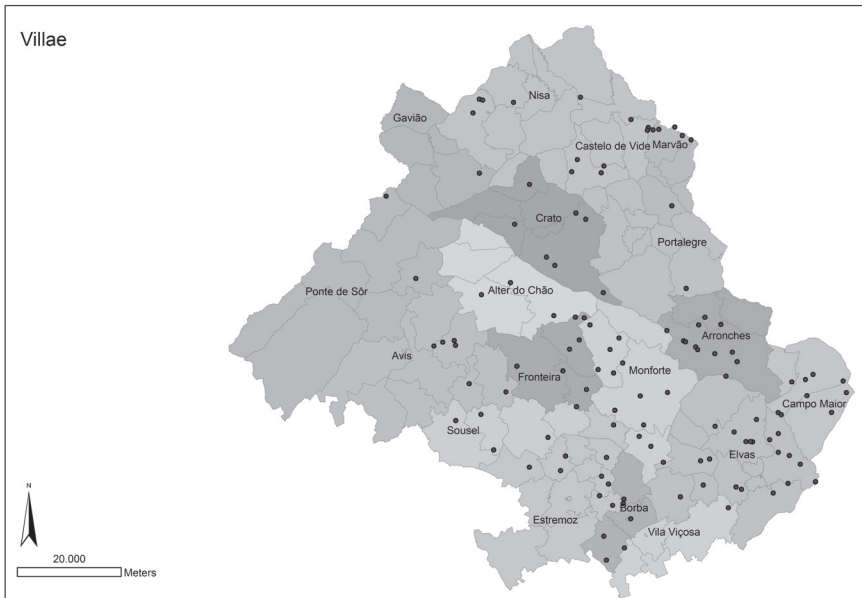 Villae
Nisa
Gavião
Castelo de Vide
Marvão
Crato
Portalegre
Ponte de Sôr
Alter do Chão
Arronches
Avis
Fronteira
Monforte
Campo Maior
Sousel
Elvas
Borba
Estremoz
Vila Viçosa
N
20.000
Meters